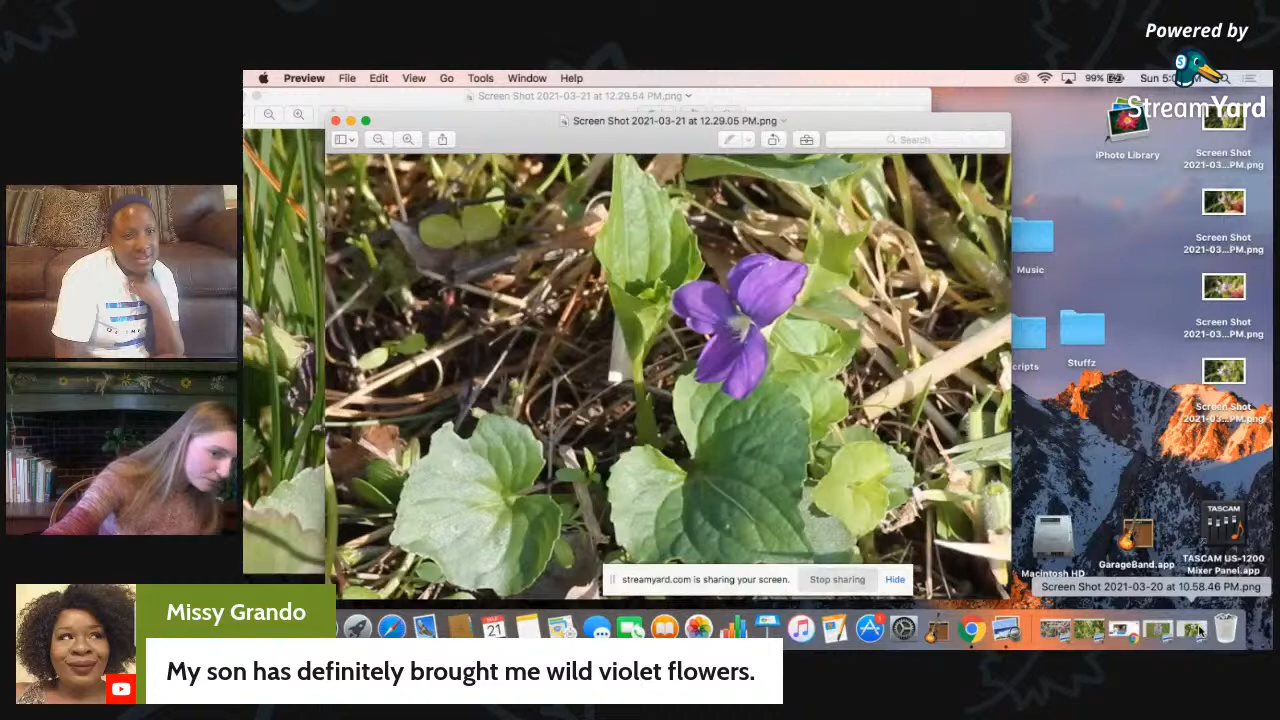 Powered by
StreamYard
Preview File Edit View Go Tools Window Help
99%
Screen Shot 2021-03-21 at 12.29.54 PM.png
Screen Shot 2021-03-21 at 12.29.05 PM.png
Search
iPhoto Library
Screen Shot
2021-03...PM.png
Screen Shot
2021-03...PM.png
Music
Screen Shot
2021-03...PM.png
Stuffz
Screen Shot
2021-03...PM.png
TASCAM
GarageBand.app
TASCAM US-1200
Mixer Panel.app
Macintosh HD
streamyard.com is sharing your screen.
Stop sharing
Hide
Screen Shot 2021-03-20 at 10.58.46 PM.png
21
Missy Grando
My son has definitely brought me wild violet flowers.